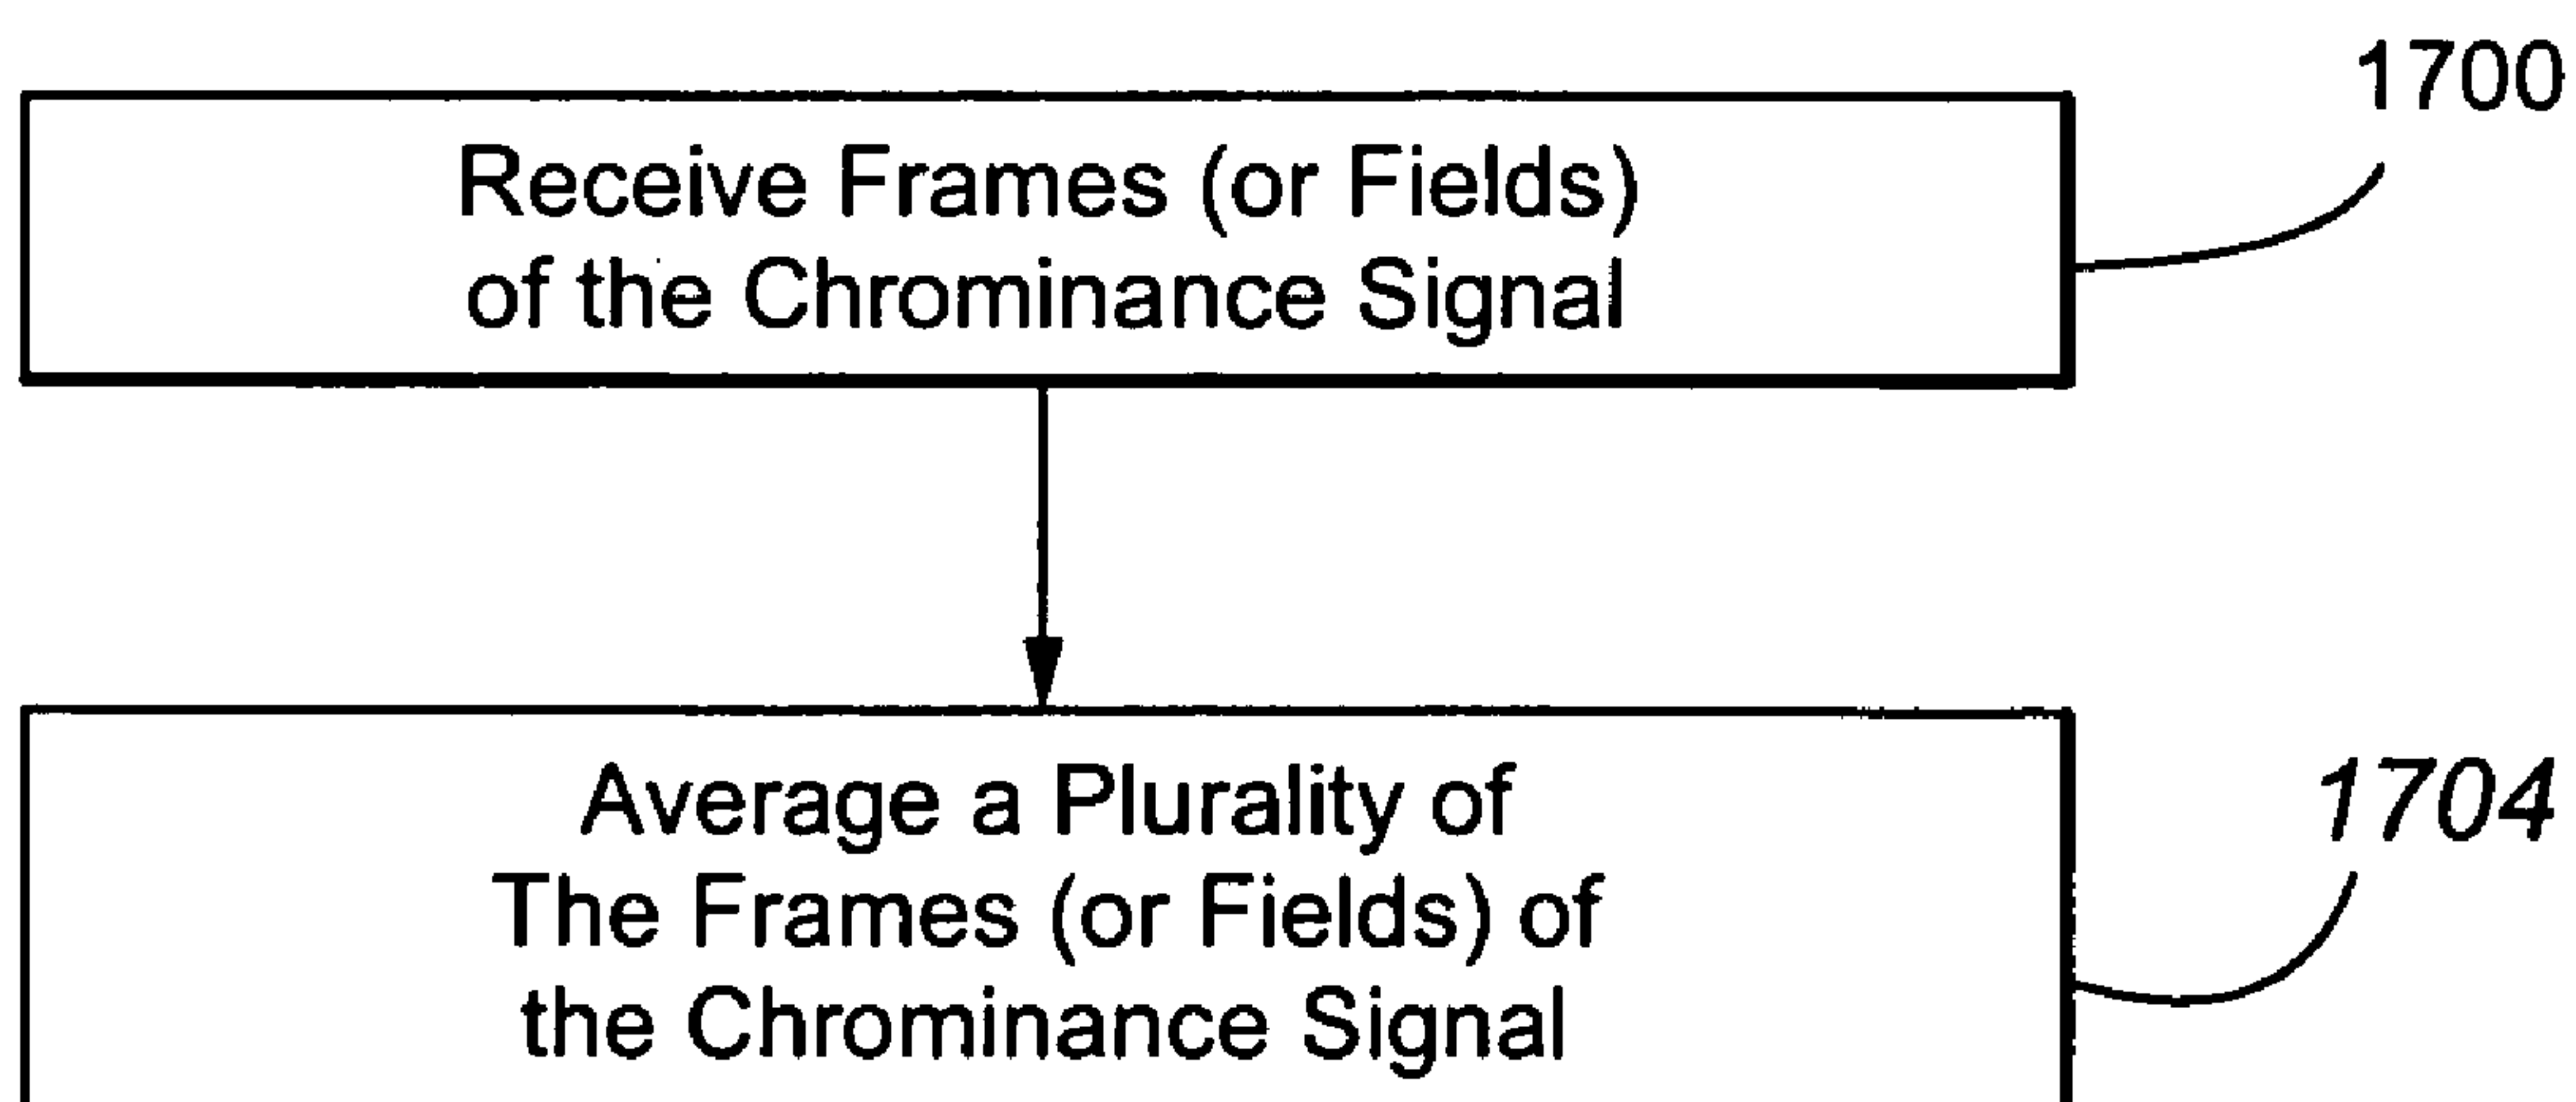 1700
Receive Frames (or Fields)
of the Chrominance Signal
Average a Plurality of
The Frames (or Fields) of
the Chrominance Signal
1704